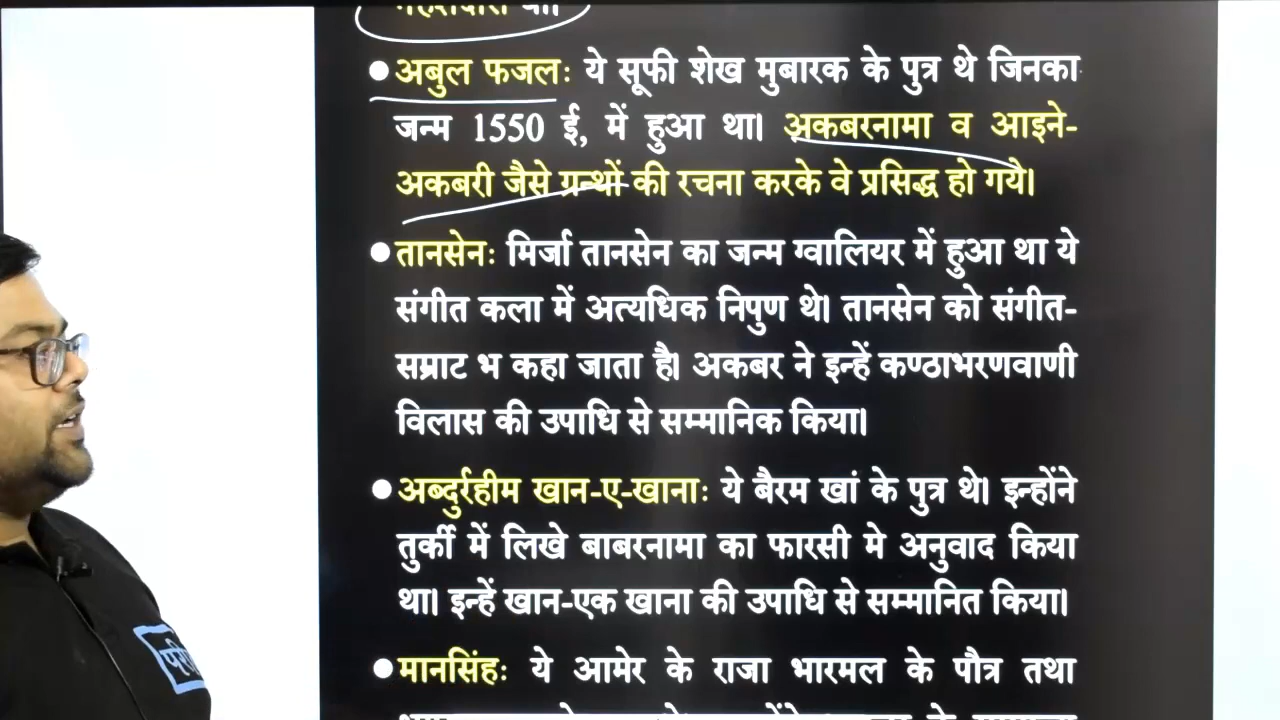 ● अबुल फजलः ये सूफी शेख मुबारक के पुत्र थे जिनका
जन्म 1550 ई, में हुआ था। अकबरनामा व आइने-
अकबरी जैसे ग्रन्थों की रचना करके वे प्रसिद्ध हो गये।
● तानसेनः मिर्जा तानसेन का जन्म ग्वालियर में हुआ था ये
संगीत कला में अत्यधिक निपुण थे। तानसेन को संगीत-
सम्राट भ कहा जाता है। अकबर ने इन्हें कण्ठाभरणवाणी
विलास की उपाधि से सम्मानिक किया।
● अब्दुर्रहीम खान-ए-खानाः ये बैरम खां के पुत्र थे। इन्होंने
तुर्की में लिखे बाबरनामा का फारसी मे अनुवाद किया
था। इन्हें खान-एक खाना की उपाधि से सम्मानित किया।
● मानसिंहः ये आमेर के राजा भारमल के पौत्र तथा